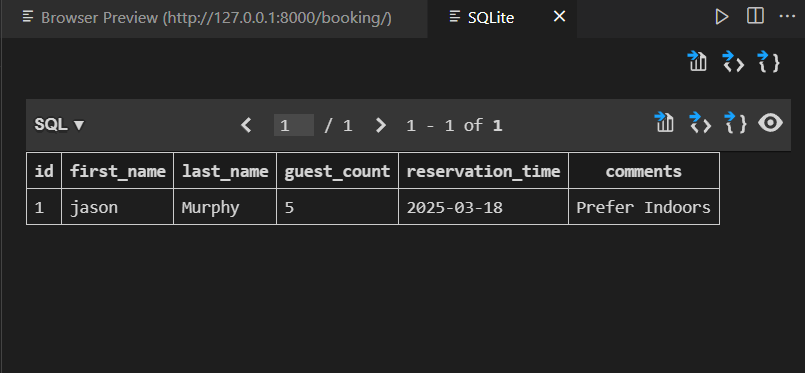 Browser Preview (http://127.0.0.1:8000/booking/) SQLite
SQL ▼ 1 / 1 1 - 1 of 1
id first_name last_name guest_count reservation_time comments
1 jason Murphy 5 2025-03-18 Prefer Indoors